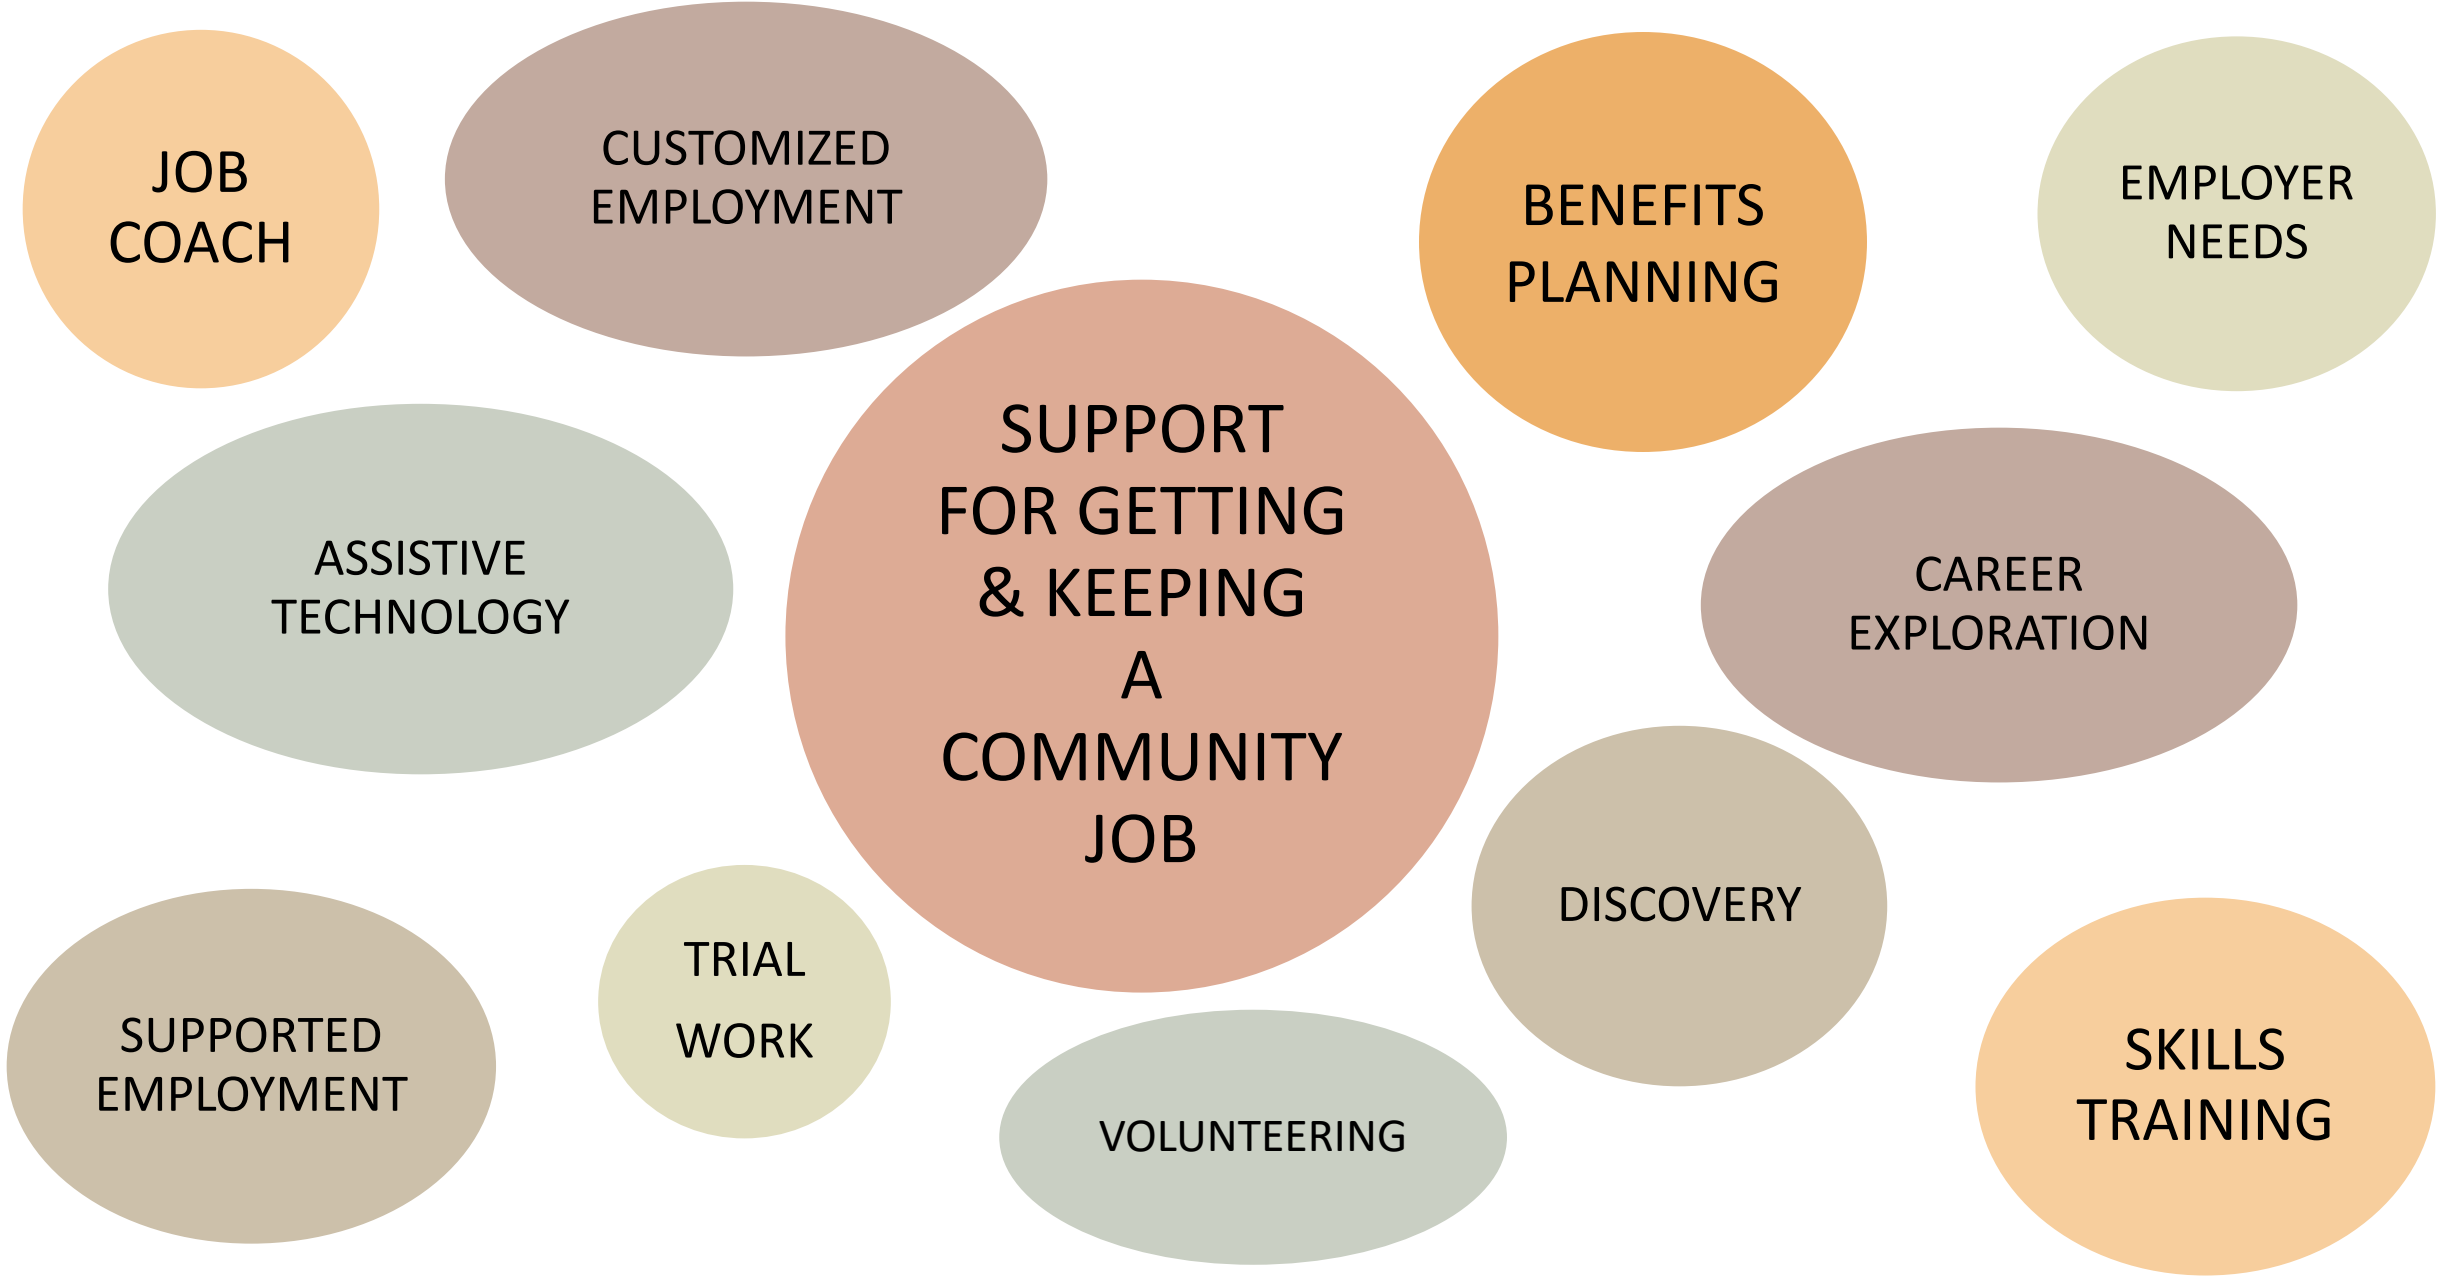 JOB
COACH
CUSTOMIZED
EMPLOYMENT
BENEFITS
PLANNING
EMPLOYER
NEEDS
SUPPORT
FOR GETTING
& KEEPING
A
COMMUNITY
JOB
ASSISTIVE
TECHNOLOGY
CAREER
EXPLORATION
DISCOVERY
SUPPORTED
EMPLOYMENT
TRIAL
WORK
VOLUNTEERING
SKILLS
TRAINING